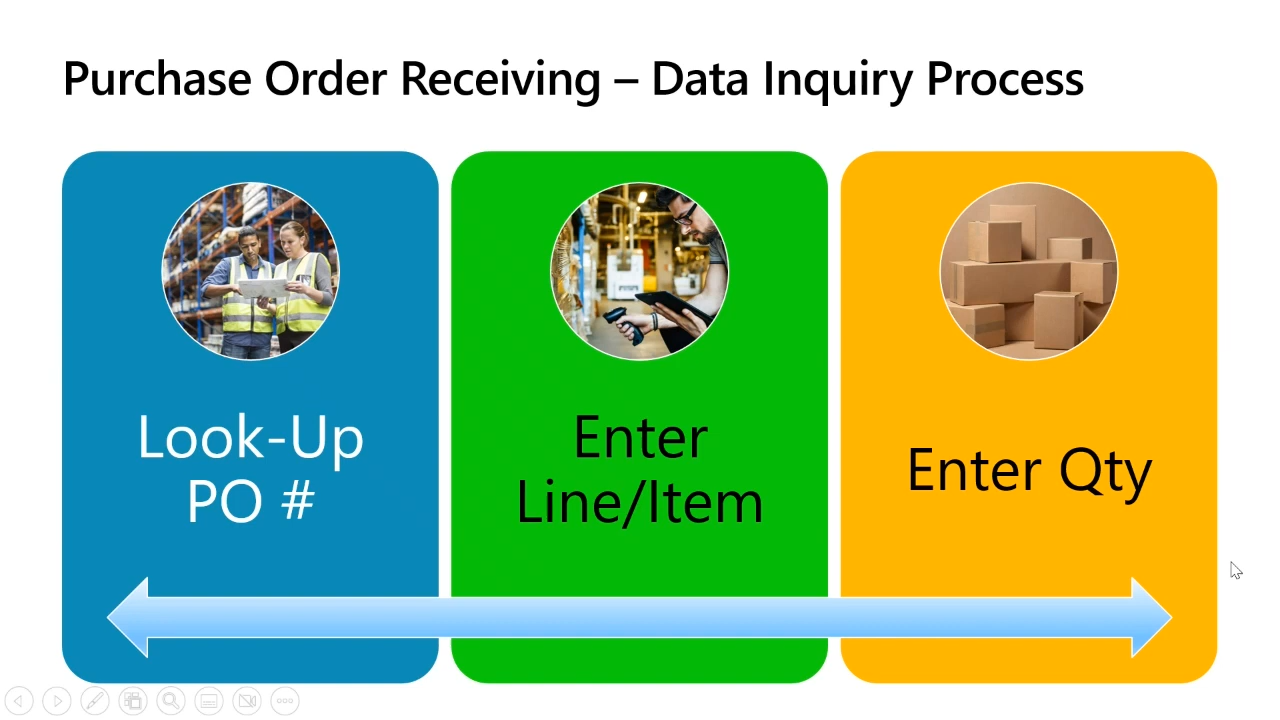 Purchase Order Receiving – Data Inquiry Process
Look-Up
PO #
Enter
Line/Item
Enter Qty